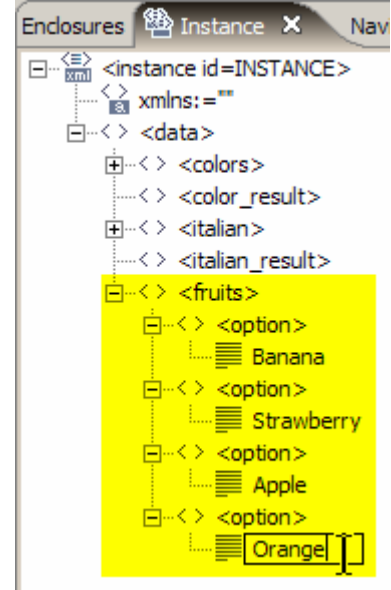 Enclosures Instance Navi
<instance id=INSTANCE>
xmlns:=""
<data>
<colors>
<color_result>
<italian>
<italian_result>
<fruits>
<option>
Banana
<option>
Strawberry
<option>
Apple
<option>
Orange